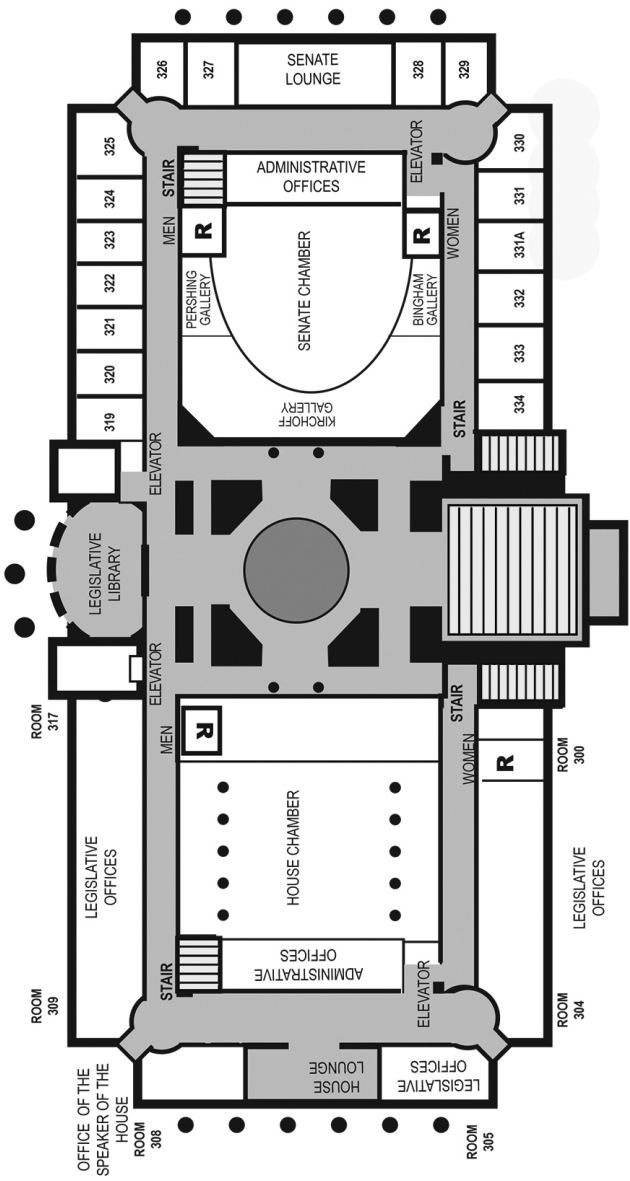 326
327
SENATE
LOUNGE
328
329
325
324
323
322
321
320
319
STAIR
MEN
R
ADMINISTRATIVE
OFFICES
ELEVATOR
R
WOMEN
330
331
331A
332
333
334
PERSHING
GALLERY
SENATE CHAMBER
BINGHAM
GALLERY
KIRCHOFF
GALLERY
STAIR
ELEVATOR
LEGISLATIVE
LIBRARY
ELEVATOR
STAIR
ROOM
317
MEN
R
WOMEN
R
ROOM
300
LEGISLATIVE
OFFICES
HOUSE CHAMBER
LEGISLATIVE
OFFICES
STAIR
ADMINISTRATIVE
OFFICES
ELEVATOR
ROOM
309
ROOM
304
OFFICE OF THE
SPEAKER OF THE
HOUSE
HOUSE
LOUNGE
LEGISLATIVE
OFFICES
ROOM
308
ROOM
305